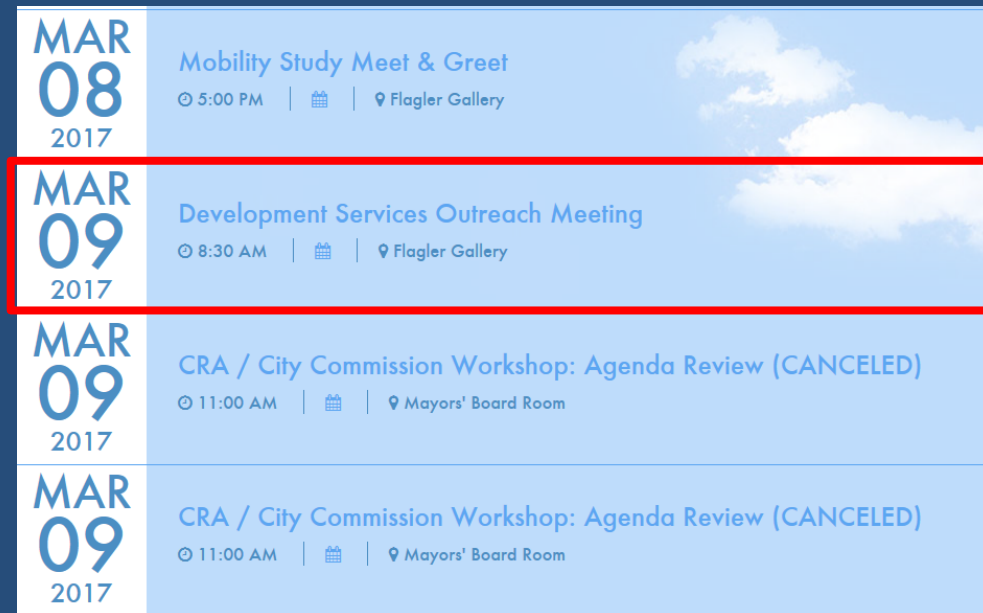 MAR
08
2017
Mobility Study Meet & Greet
5:00 PM Flagler Gallery
MAR
09
2017
Development Services Outreach Meeting
8:30 AM Flagler Gallery
MAR
09
2017
CRA / City Commission Workshop: Agenda Review (CANCELED)
11:00 AM Mayors' Board Room
MAR
09
2017
CRA / City Commission Workshop: Agenda Review (CANCELED)
11:00 AM Mayors' Board Room